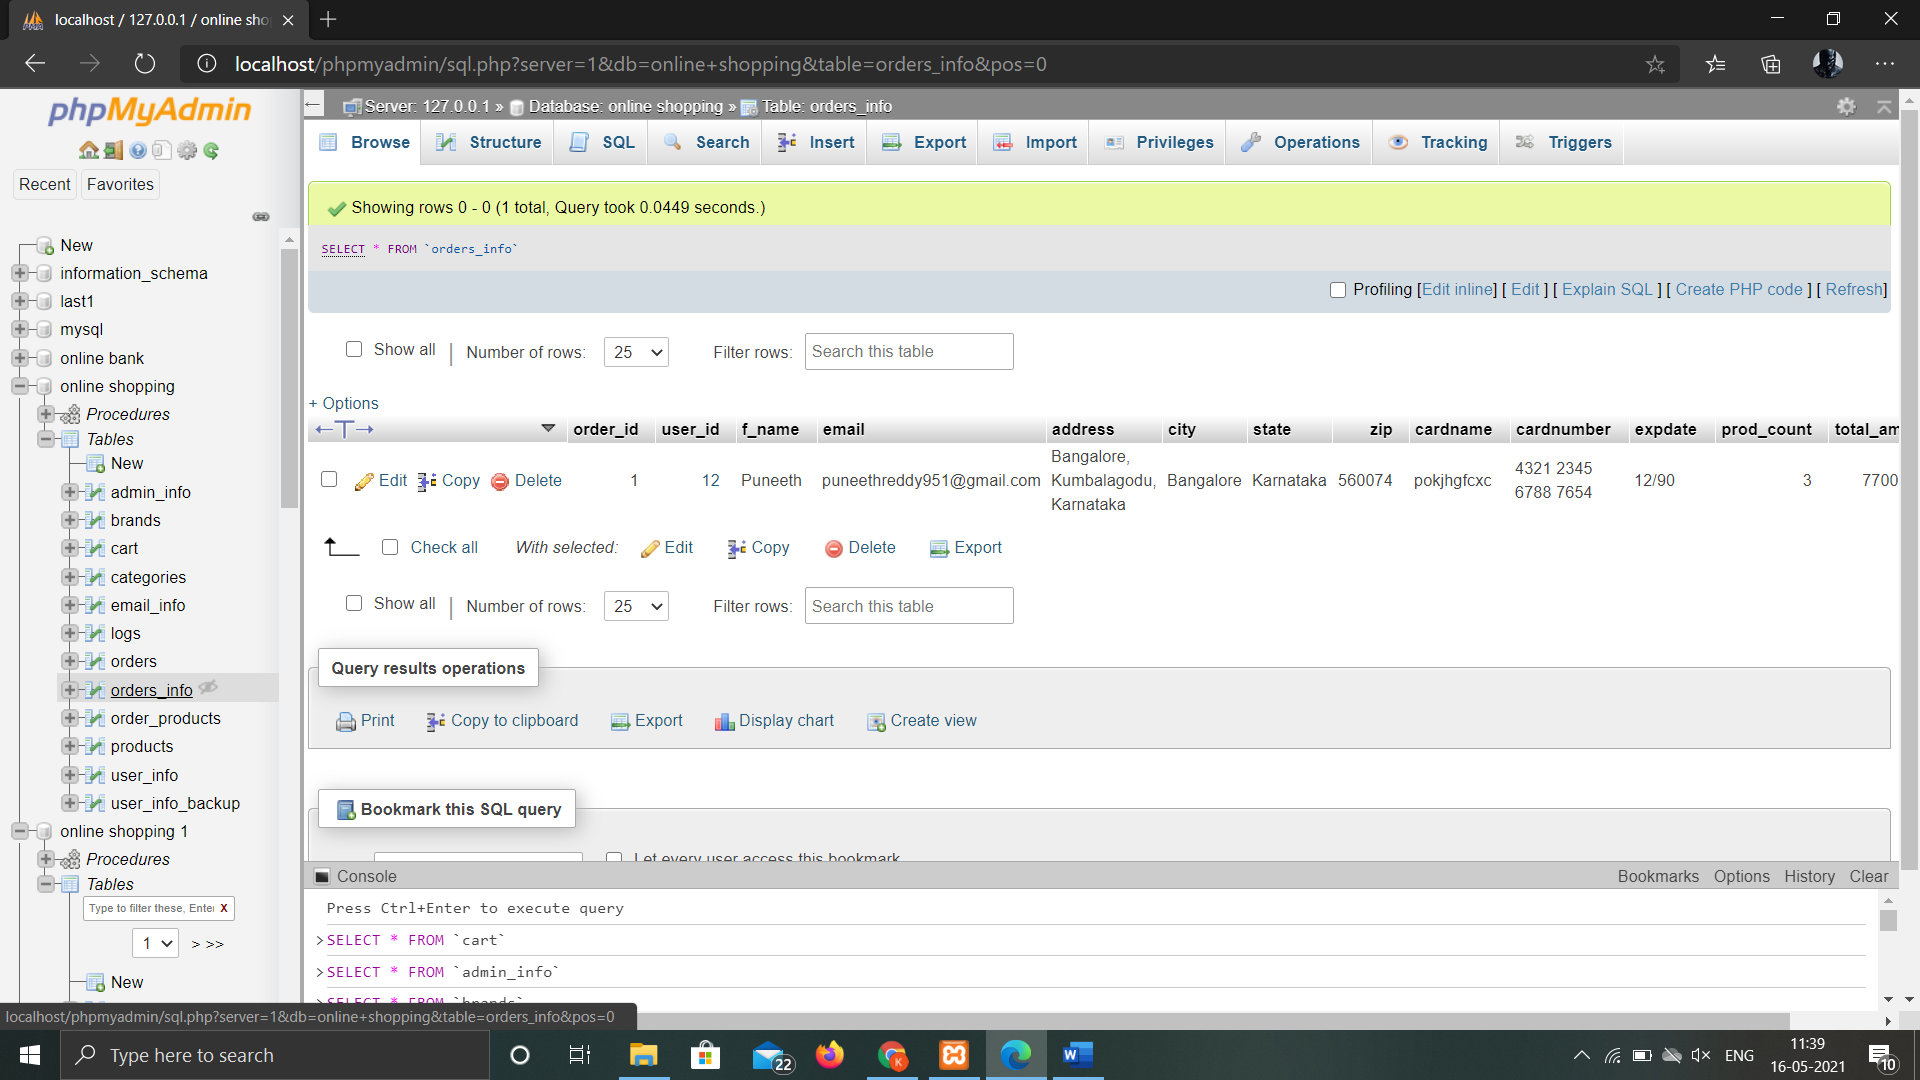 localhost / 127.0.0.1 / online sho
localhost/phpmyadmin/sql.php?server=1&db=online+shopping&table=orders_info&pos=0
phpMyAdmin
Recent Favorites
New
information_schema
last1
mysql
online bank
online shopping
Procedures
Tables
New
admin_info
brands
cart
categories
email_info
logs
orders
orders_info
order_products
products
user_info
user_info_backup
online shopping 1
Procedures
Tables
Type to filter these, Enter X
1 > >>
New
Server: 127.0.0.1 » Database: online shopping » Table: orders_info
Browse Structure SQL Search Insert Export Import Privileges Operations Tracking Triggers
Showing rows 0 - 0 (1 total, Query took 0.0449 seconds.)
SELECT * FROM `orders_info`
Profiling [Edit inline] [ Edit ] [ Explain SQL ] [ Create PHP code ] [ Refresh]
Show all | Number of rows: 25 Filter rows: Search this table
+ Options
←T→ order_id user_id f_name email address city state zip cardname cardnumber expdate prod_count total_am
Edit Copy Delete 1 12 Puneeth puneethreddy951@gmail.com Bangalore, Kumbalagodu, Karnataka Bangalore Karnataka 560074 pokjhgfcxc 4321 2345 6788 7654 12/90 3 7700
Check all With selected: Edit Copy Delete Export
Show all | Number of rows: 25 Filter rows: Search this table
Query results operations
Print Copy to clipboard Export Display chart Create view
Bookmark this SQL query
Let every user access this bookmark
Console Bookmarks Options History Clear
Press Ctrl+Enter to execute query
>SELECT * FROM `cart`
>SELECT * FROM `admin_info`
>SELECT * FROM `brands`
localhost/phpmyadmin/sql.php?server=1&db=online+shopping&table=orders_info&pos=0
Type here to search
22
K
W
ENG
11:39
16-05-2021
10